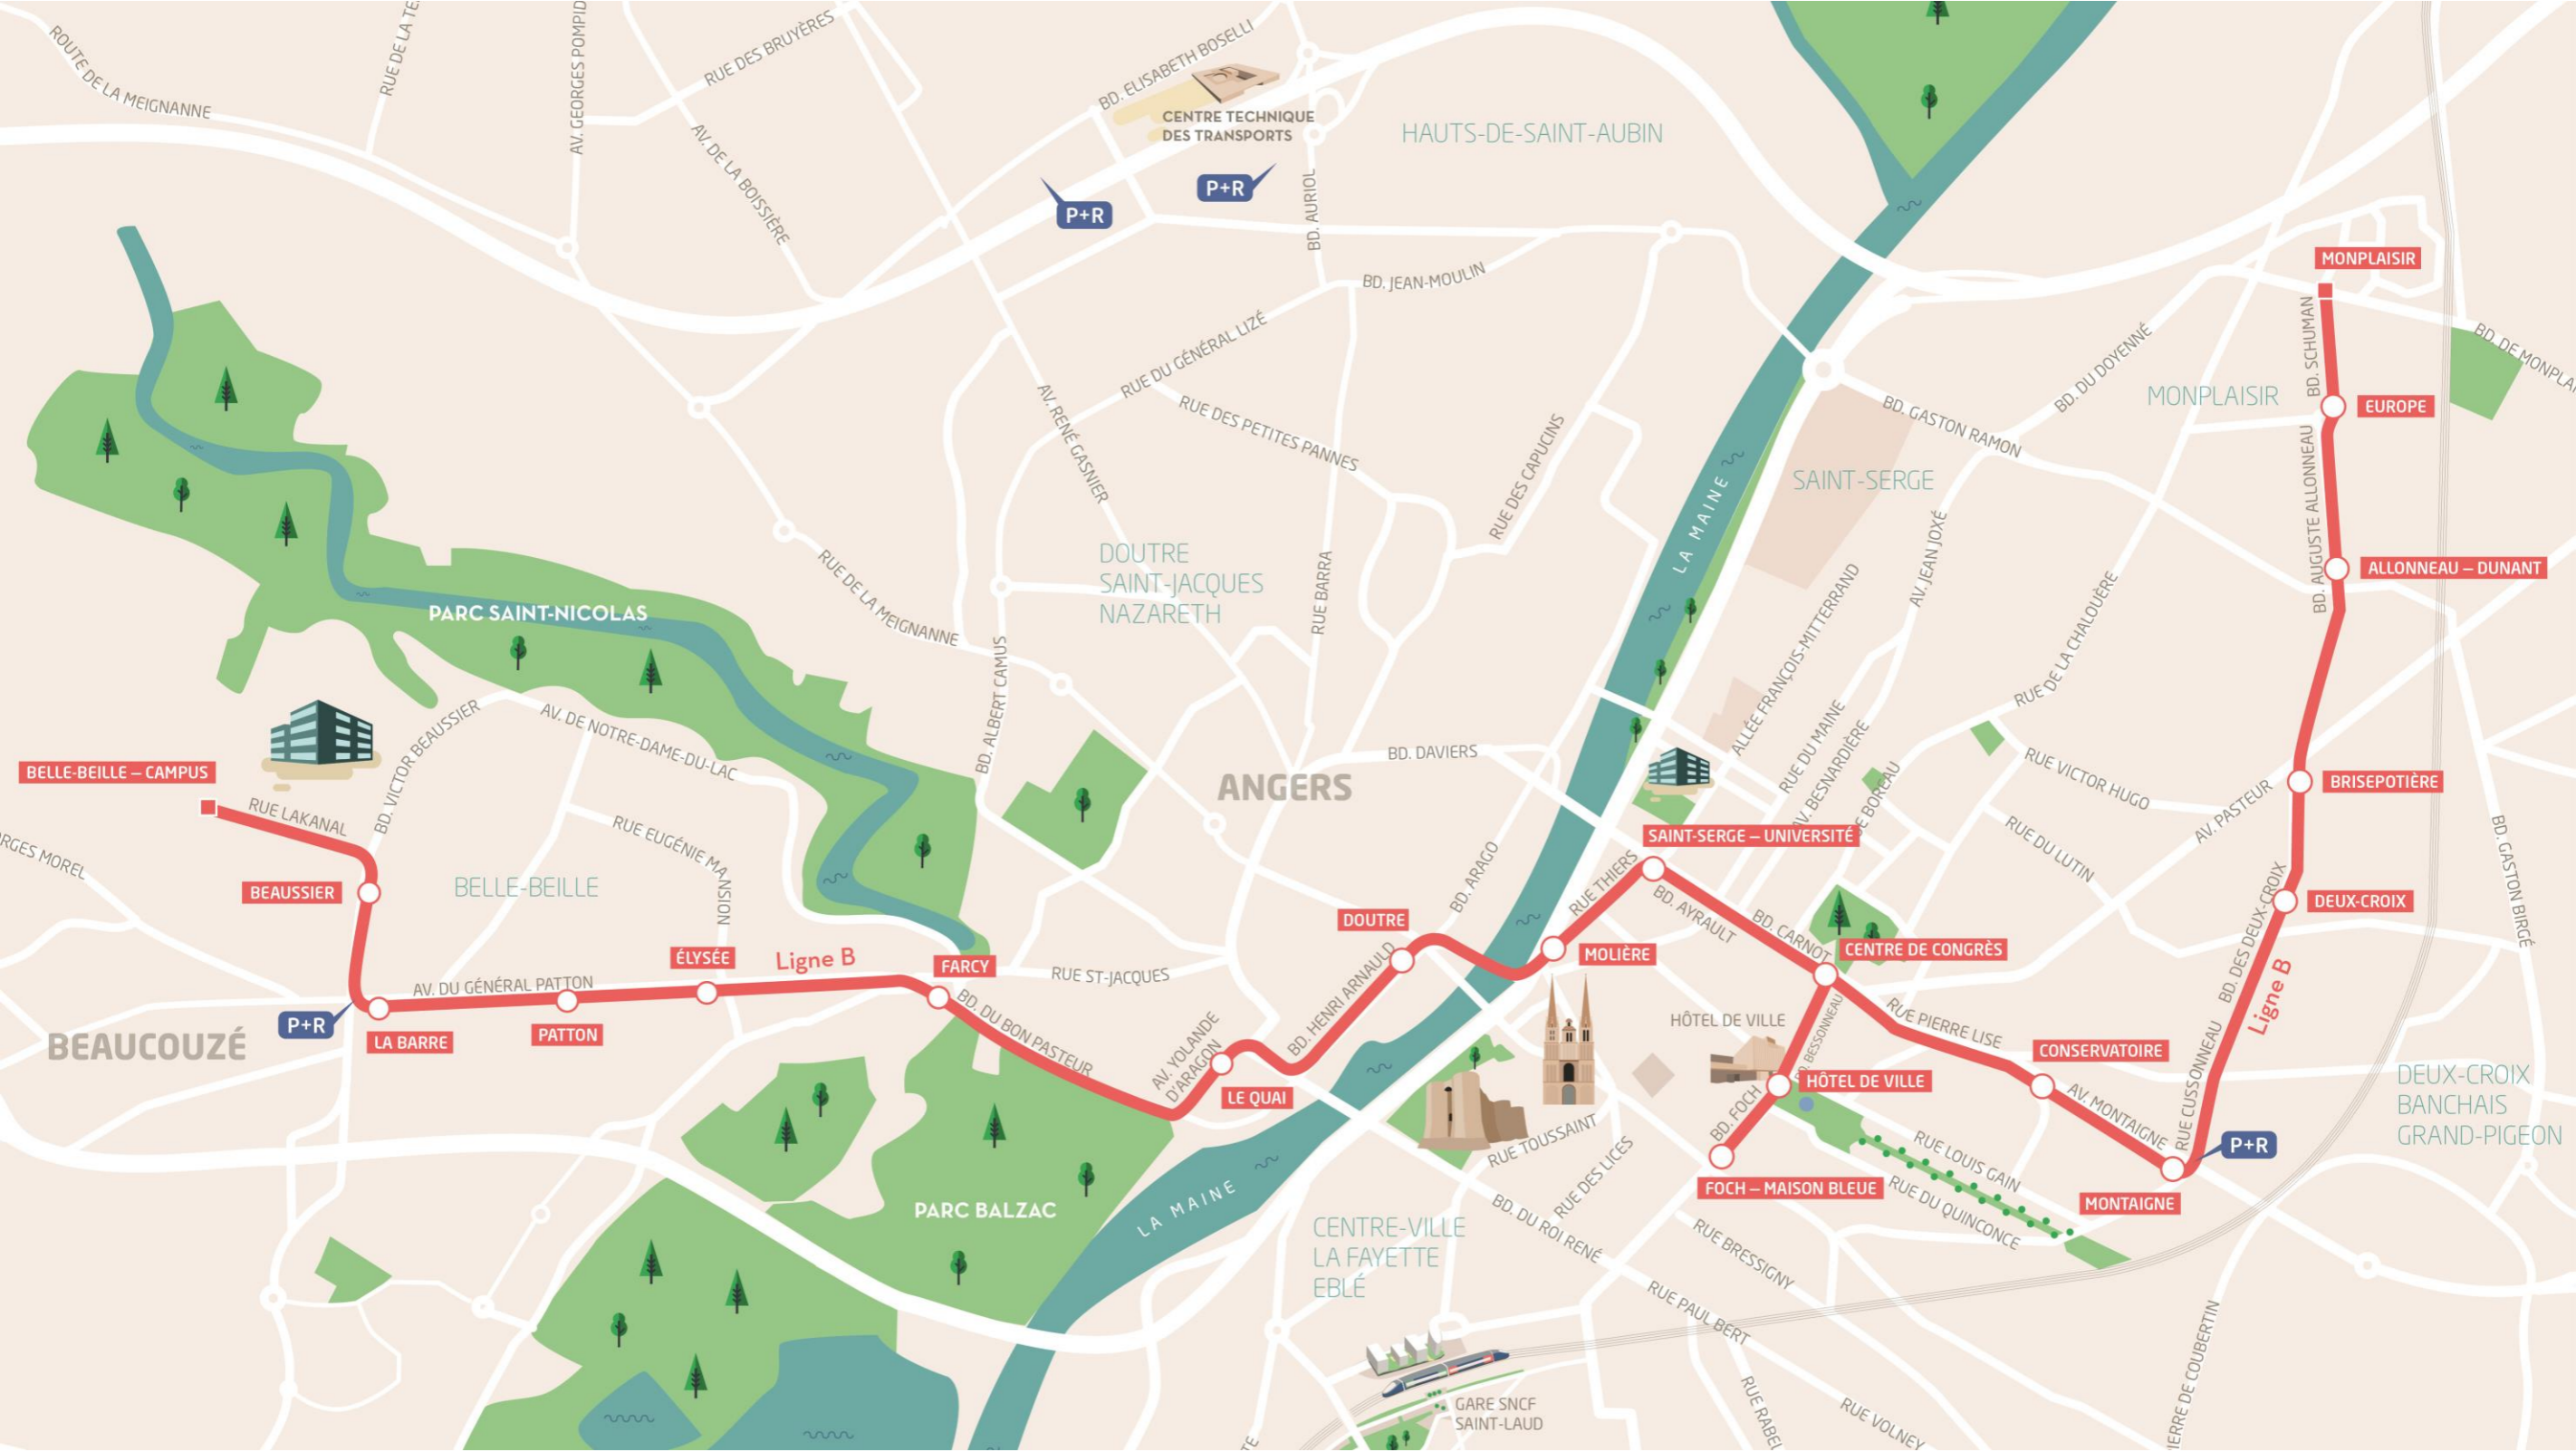 ROUTE DE LA MEIGNANNE
AV. GEORGES POMPID
RUE DES BRUYÈRES
AV. DE LA BOISSIÈRE
BD. ELISABETH BOSELLI
CENTRE TECHNIQUE
DES TRANSPORTS
P+R
P+R
BD. AURIOL
HAUTS-DE-SAINT-AUBIN
BD. JEAN-MOULIN
RUE DU GÉNÉRAL LIZÉ
RUE DES PETITES PANNES
AV. RENÉ GASNIER
RUE DES CAPUCINS
RUE BARRA
DOUTRE
SAINT-JACQUES
NAZARETH
LA MAINE
SAINT-SERGE
BD. GASTON RAMON
BD. DU DOYENNÉ
MONPLAISIR
MONPLAISIR
BD. SCHUMAN
EUROPE
BD. DE MONPLA
BD. AUGUSTE ALLONNEAU
ALLONNEAU – DUNANT
AV. JEAN JOXÉ
ALLÉE FRANÇOIS-MITTERRAND
RUE DE LA CHALOUÈRE
RUE DU MAINE
AV. BESNARDIÈRE
E BOREAU
RUE VICTOR HUGO
RUE DU LUTIN
AV. PASTEUR
BRISEPOTIÈRE
BD. GASTON BIRGÉ
DEUX-CROIX
BD. DES DEUX-CROIX
PARC SAINT-NICOLAS
RUE DE LA MEIGNANNE
BD. ALBERT CAMUS
BD. VICTOR BEAUSSIER
AV. DE NOTRE-DAME-DU-LAC
BELLE-BEILLE – CAMPUS
RUE LAKANAL
RGES MOREL
BEAUSSIER
BELLE-BEILLE
RUE EUGÉNIE MA
NOISIN
ANGERS
BD. DAVIERS
BD. ARAGO
SAINT-SERGE – UNIVERSITÉ
RUE THIERS
BD. AYRAULT
BD. CARNOT
CENTRE DE CONGRÈS
DOUTRE
MOLIÈRE
ÉLYSÉE
Ligne B
FARCY
RUE ST-JACQUES
AV. DU GÉNÉRAL PATTON
P+R
LA BARRE
PATTON
BEAUCOUZÉ
BD. DU BON PASTEUR
AV. YOLANDE
D'ARAGON
LE QUAI
BD. HENRI ARNAULD
HÔTEL DE VILLE
BESSONNEAU
HÔTEL DE VILLE
BD. FOCH
FOCH – MAISON BLEUE
RUE PIERRE LISE
CONSERVATOIRE
AV. MONTAIGNE
MONTAIGNE
RUE CUSSONNEAU
Ligne B
P+R
DEUX-CROIX
BANCHAIS
GRAND-PIGEON
RUE LOUIS GAIN
RUE DU QUINCONCE
RUE TOUSSAINT
RUE DES LICES
BD. DU ROI RENÉ
RUE BRESSIGNY
RUE PAUL BERT
PARC BALZAC
LA MAINE
CENTRE-VILLE
LA FAYETTE
EBLÉ
GARE SNCF
SAINT-LAUD
RUE RABEL
RUE VOLNEY
IERRE DE COUBERTIN